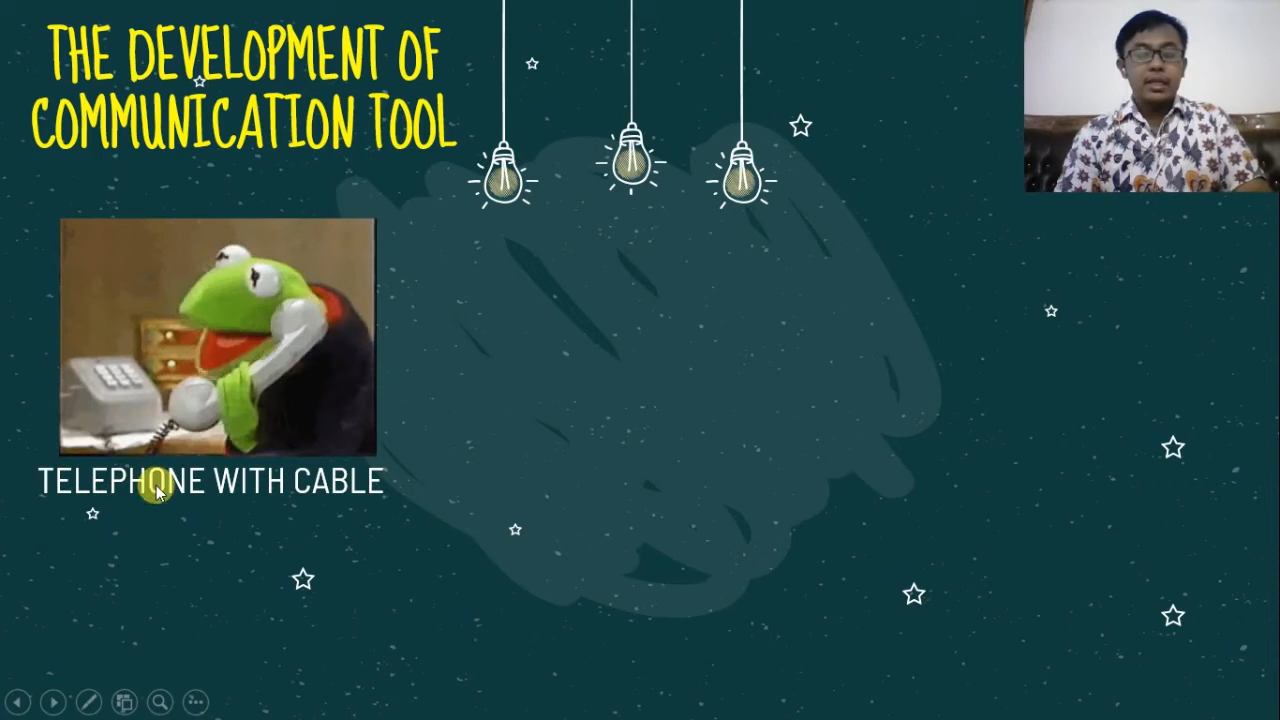 THE DEVELOPMENT OF
COMMUNICATION TOOL
TELEPHONE WITH CABLE